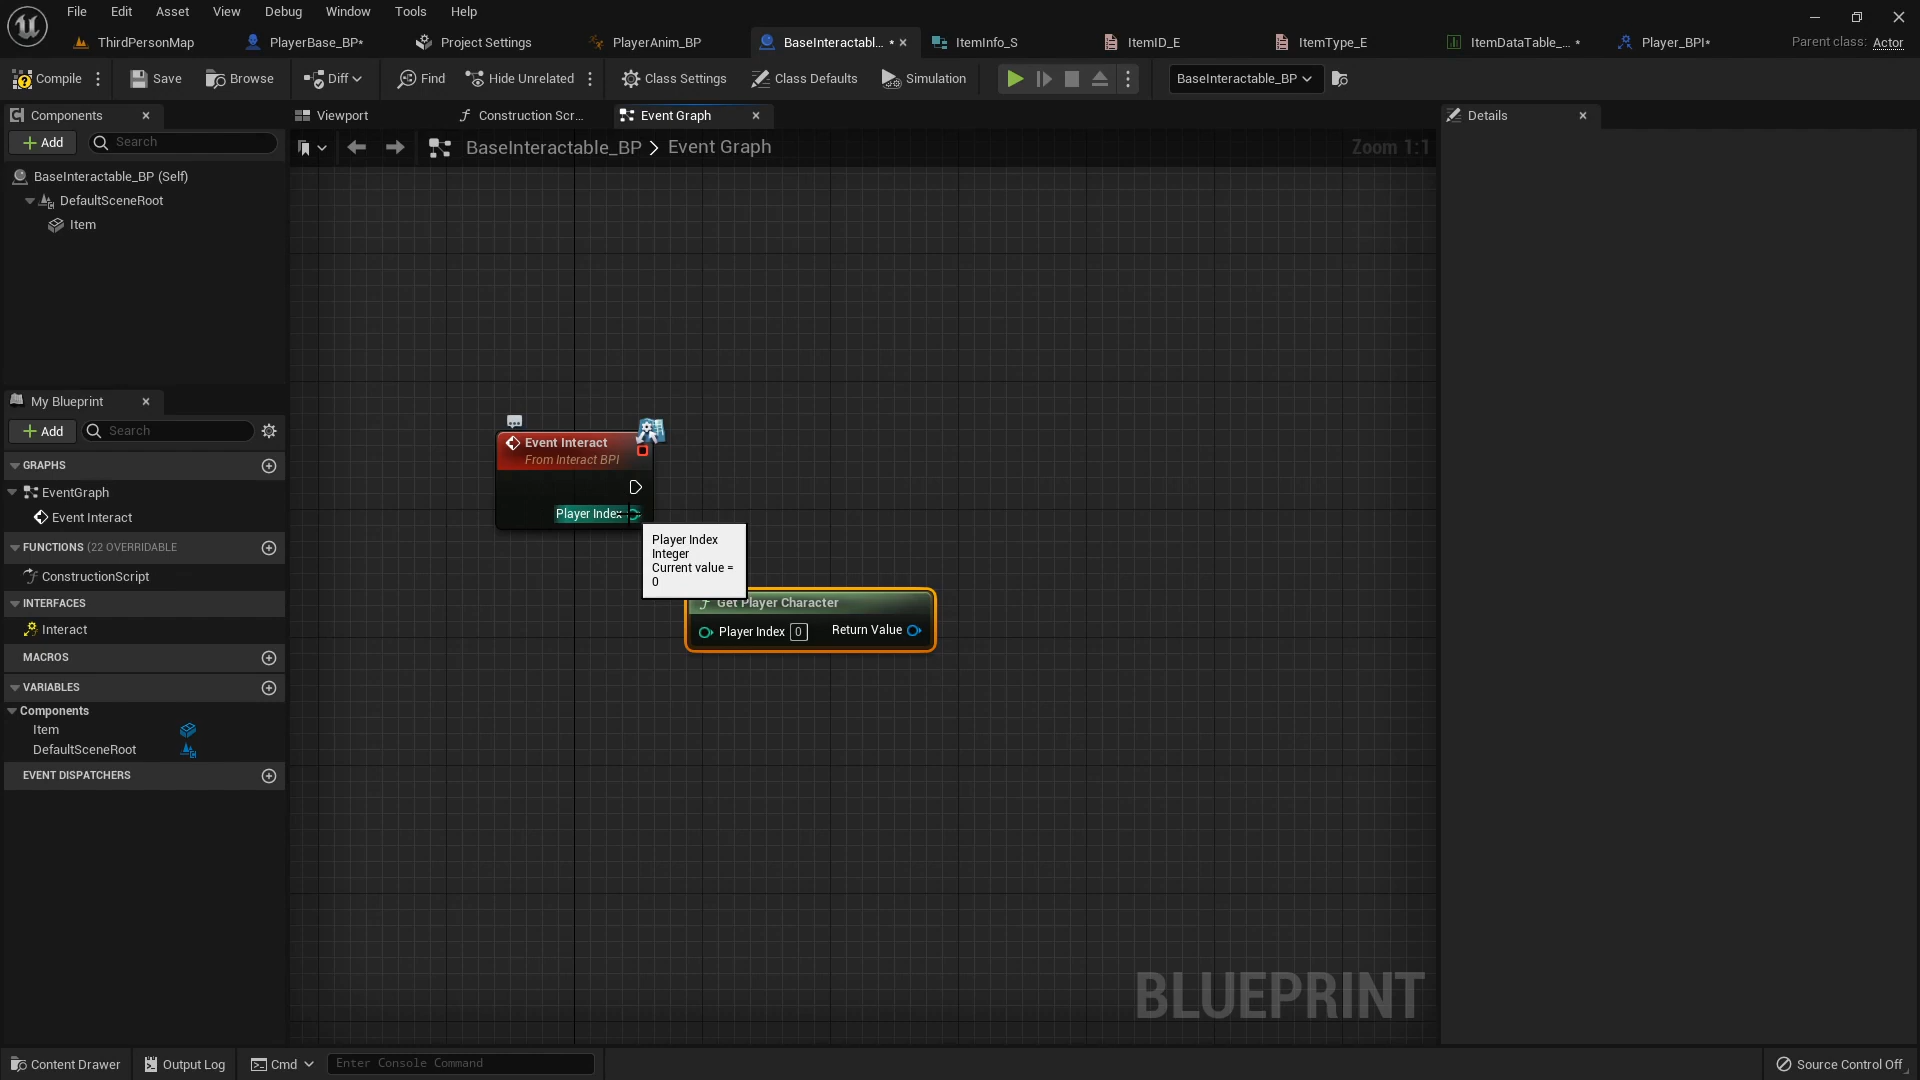 File Edit Asset View Debug Window Tools Help
ThirdPersonMap PlayerBase_BP* Project Settings PlayerAnim_BP BaseInteractabl... * ItemInfo_S ItemID_E ItemType_E ItemDataTable_... * Player_BPI* Parent class: Actor
Compile Save Browse Diff Find Hide Unrelated Class Settings Class Defaults Simulation BaseInteractable_BP
Components Viewport Construction Scr... Event Graph Details
Add Search
BaseInteractable_BP > Event Graph Zoom 1:1
BaseInteractable_BP (Self)
DefaultSceneRoot
Item
My Blueprint
Add Search
GRAPHS
EventGraph
Event Interact
FUNCTIONS (22 OVERRIDABLE
ConstructionScript
INTERFACES
Interact
MACROS
VARIABLES
Components
Item
DefaultSceneRoot
EVENT DISPATCHERS
Event Interact
From Interact BPI
Player Index
Player Index
Integer
Current value =
0
Get Player Character
Player Index 0 Return Value
BLUEPRINT
Content Drawer Output Log Cmd Enter Console Command Source Control Off